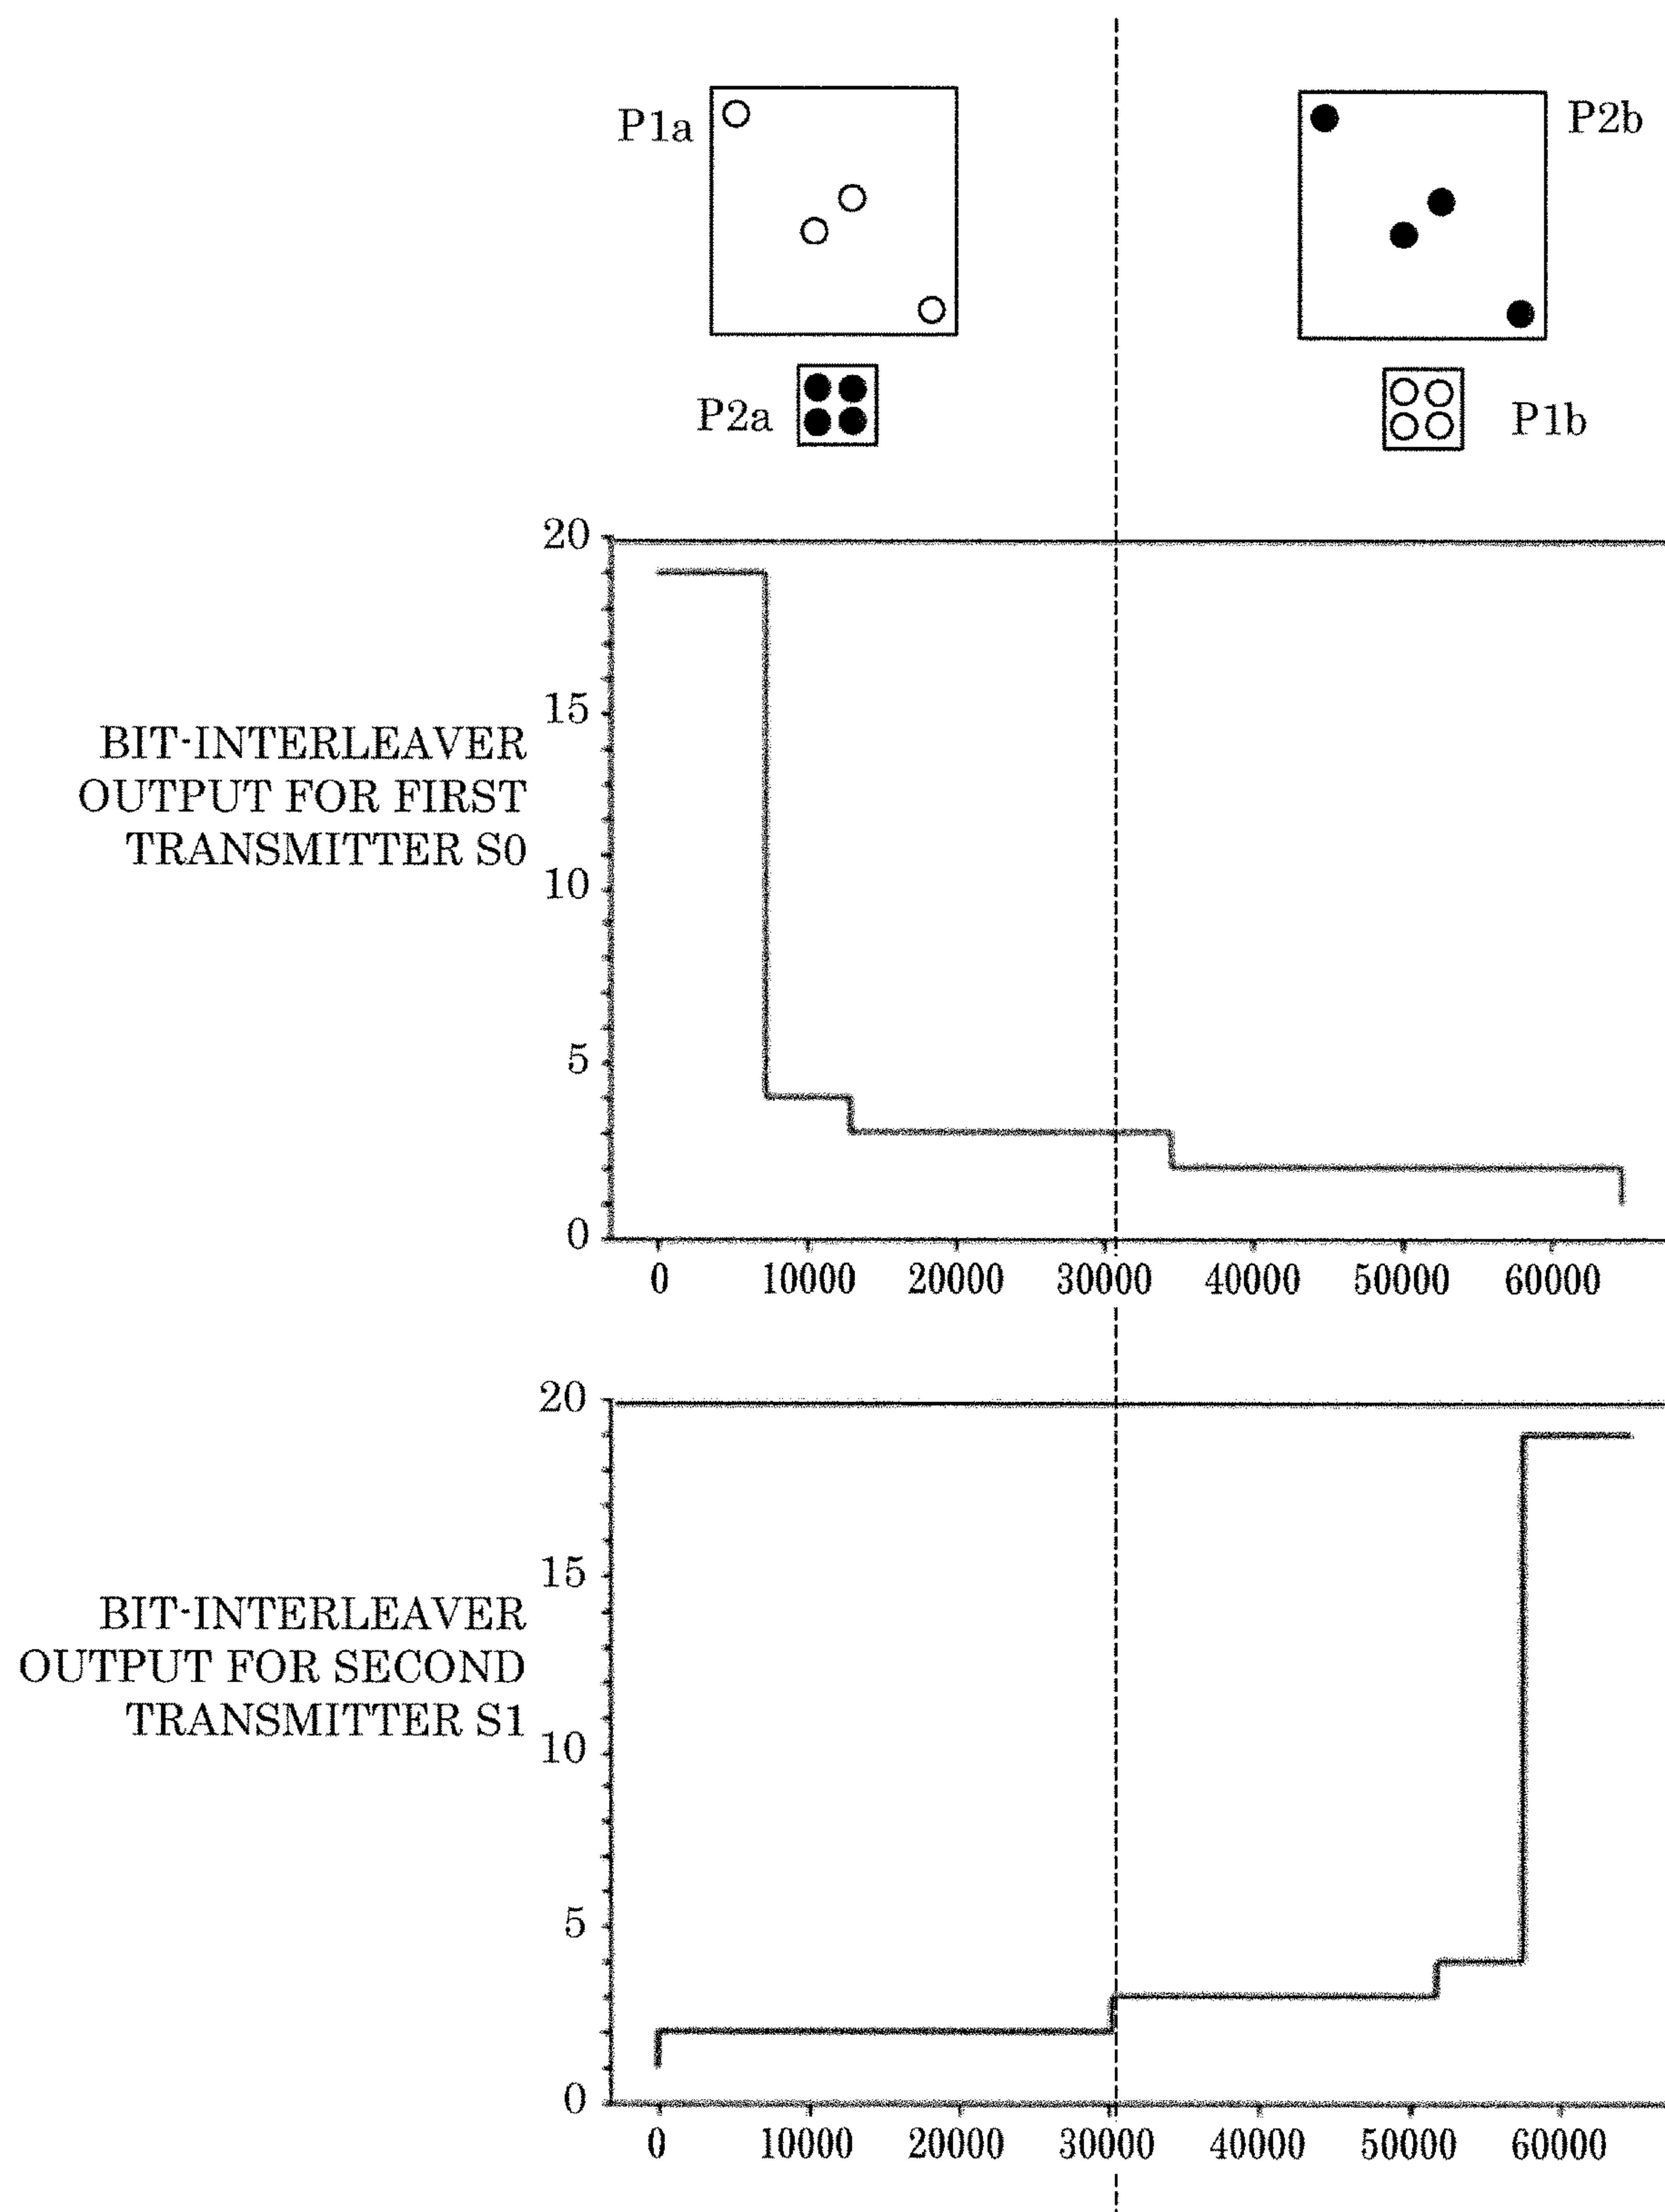 P1a
P2b
P2a
P1b
20
15
10
5
0
BIT-INTERLEAVER
OUTPUT FOR FIRST
TRANSMITTER S0
0 10000 20000 30000 40000 50000 60000
20
15
10
5
0
BIT-INTERLEAVER
OUTPUT FOR SECOND
TRANSMITTER S1
0 10000 20000 30000 40000 50000 60000